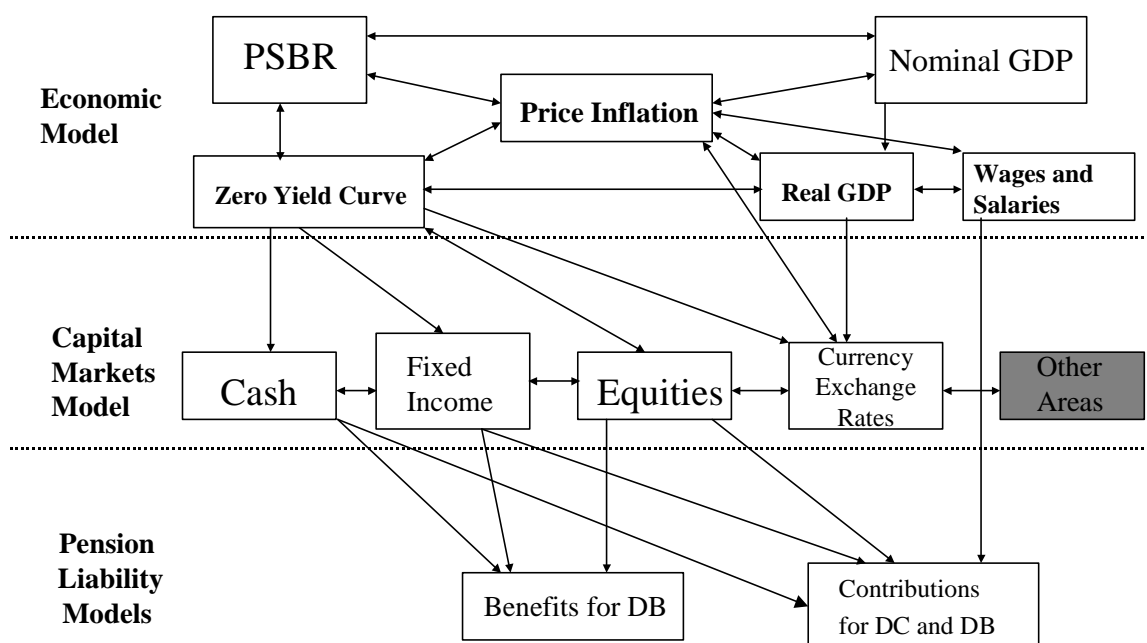 PSBR
Nominal GDP
Economic
Model
Price Inflation
Zero Yield Curve
Real GDP
Wages and
Salaries
Capital
Markets
Model
Cash
Fixed
Income
Equities
Currency
Exchange
Rates
Other
Areas
Pension
Liability
Models
Benefits for DB
Contributions
for DC and DB